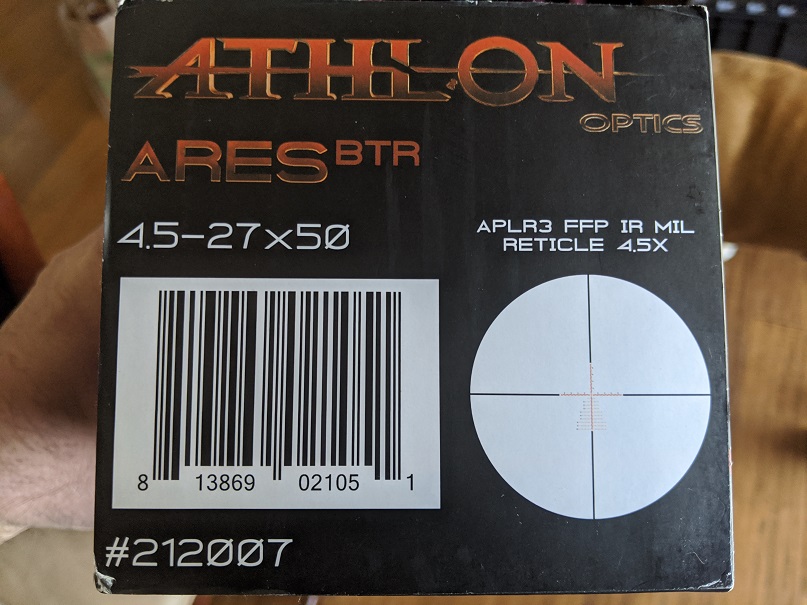 ATHLON
OPTICS
ARES BTR
4.5-27x50
APLR3 FFP IR MIL
RETICLE 4.5X
8 13869 02105 1
#212007